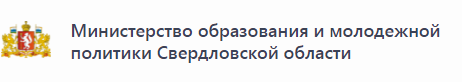 Министерство образования и молодежной
политики Свердловской области